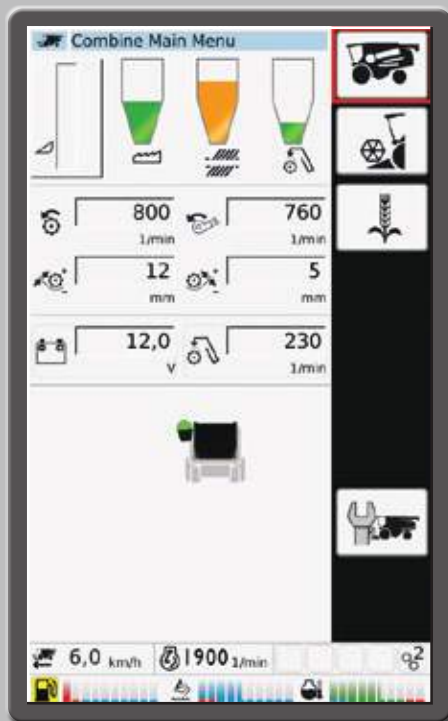 Combine Main Menu
800 760
1/min 1/min
12 5
mm mm
12,0 230
V 1/min
6,0 km/h 1900 1/min 2